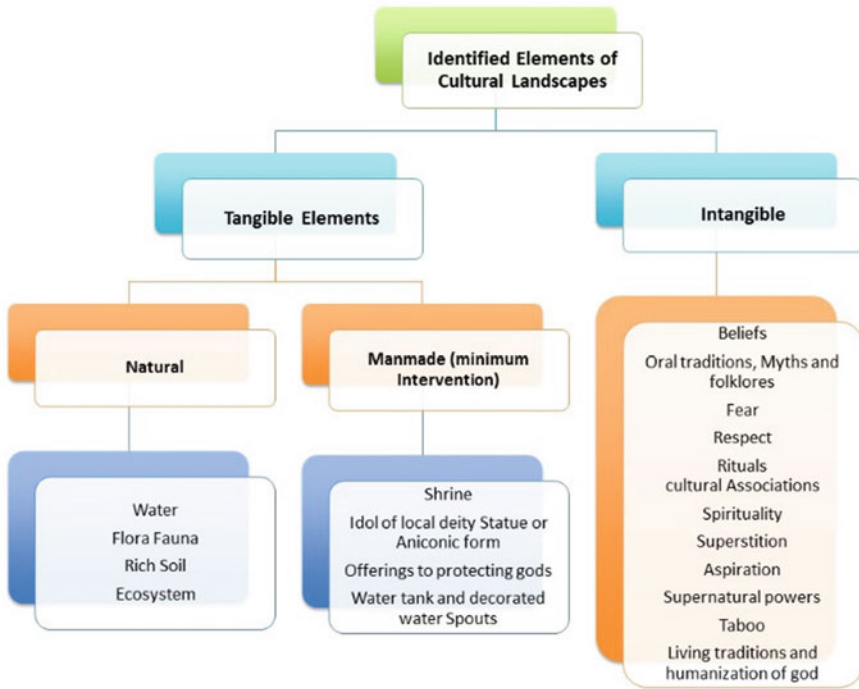 Identified Elements of
Cultural Landscapes
Tangible Elements
Intangible
Natural
Manmade (minimum
Intervention)
Water
Flora Fauna
Rich Soil
Ecosystem
Shrine
Idol of local deity Statue or
Aniconic form
Offerings to protecting gods
Water tank and decorated
water Spouts
Beliefs
Oral traditions, Myths and
folklores
Fear
Respect
Rituals
cultural Associations
Spirituality
Superstition
Aspiration
Supernatural powers
Taboo
Living traditions and
humanization of god